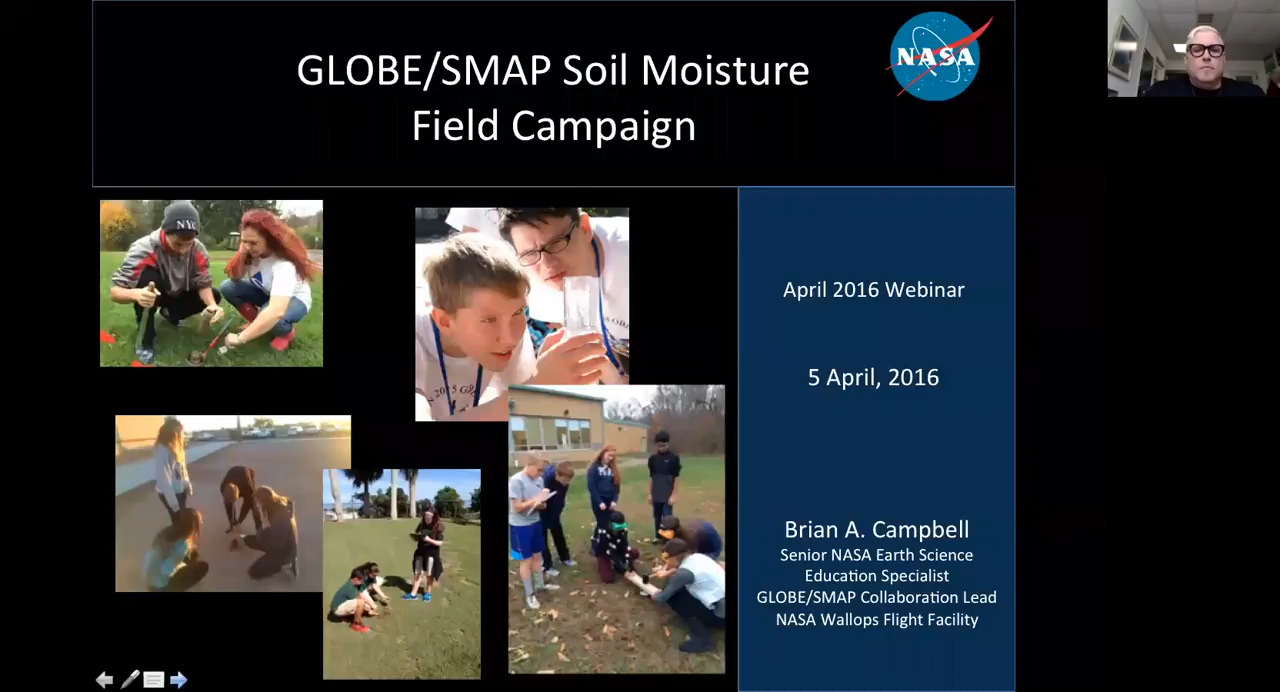 GLOBE/SMAP Soil Moisture
Field Campaign
NASA
NYC
April 2016 Webinar
5 April, 2016
Brian A. Campbell
Senior NASA Earth Science
Education Specialist
GLOBE/SMAP Collaboration Lead
NASA Wallops Flight Facility